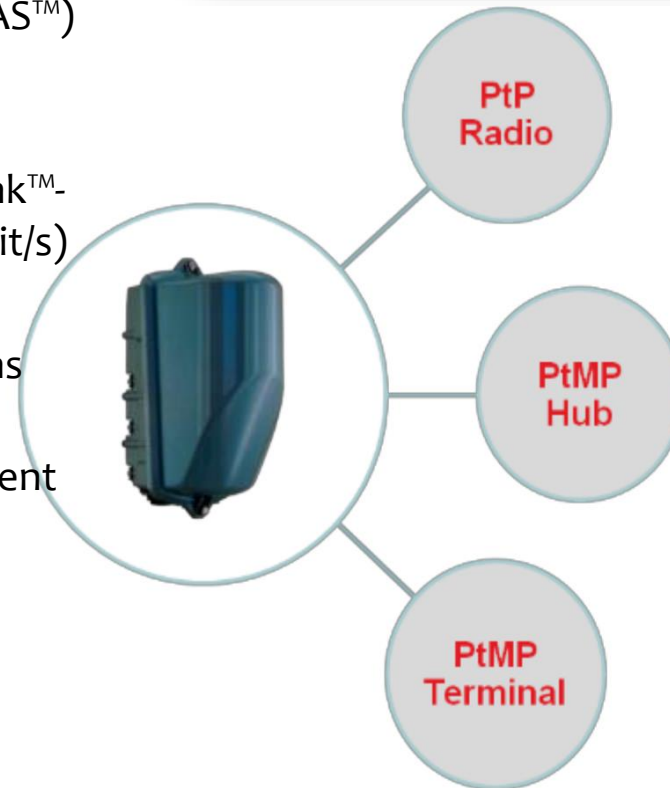 AS™)
nk™-
it/s)
ns
ent
PtP
Radio
PtMP
Hub
PtMP
Terminal